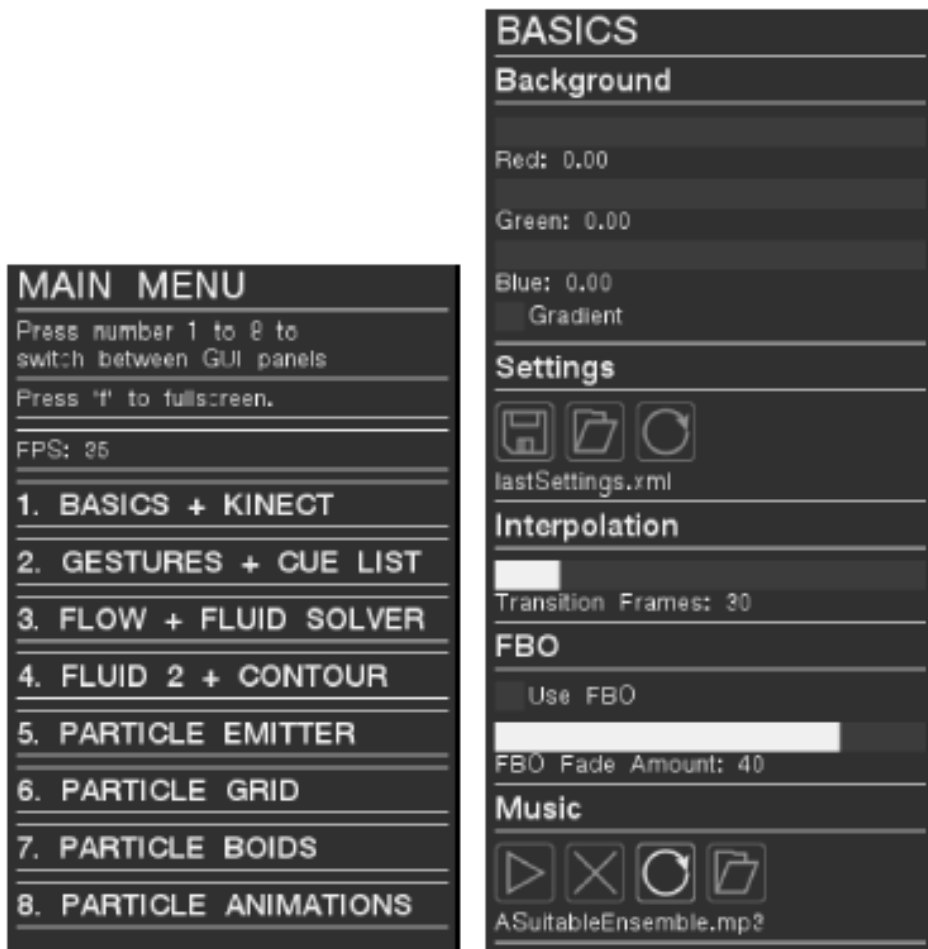 MAIN MENU
Press number 1 to 8 to
switch between GUI panels
Press 'f' to fullscreen.
FPS: 35
1. BASICS + KINECT
2. GESTURES + CUE LIST
3. FLOW + FLUID SOLVER
4. FLUID 2 + CONTOUR
5. PARTICLE EMITTER
6. PARTICLE GRID
7. PARTICLE BOIDS
8. PARTICLE ANIMATIONS
BASICS
Background
Red: 0.00
Green: 0.00
Blue: 0.00
Gradient
Settings
lastSettings.xml
Interpolation
Transition Frames: 30
FBO
Use FBO
FBO Fade Amount: 40
Music
ASuitableEnsemble.mp3